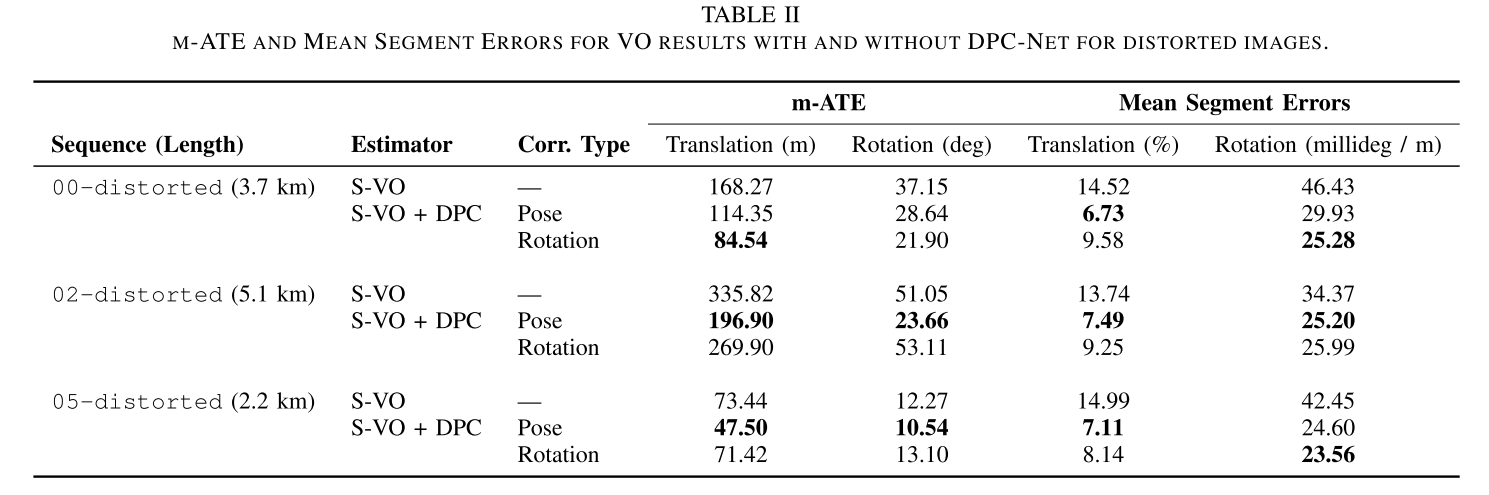 TABLE II
M-ATE AND MEAN SEGMENT ERRORS FOR VO RESULTS WITH AND WITHOUT DPC-NET FOR DISTORTED IMAGES.
m-ATE Mean Segment Errors
Sequence (Length) Estimator Corr. Type Translation (m) Rotation (deg) Translation (%) Rotation (millideg / m)
00-distorted (3.7 km) S-VO — 168.27 37.15 14.52 46.43
S-VO + DPC Pose 114.35 28.64 6.73 29.93
Rotation 84.54 21.90 9.58 25.28
02-distorted (5.1 km) S-VO — 335.82 51.05 13.74 34.37
S-VO + DPC Pose 196.90 23.66 7.49 25.20
Rotation 269.90 53.11 9.25 25.99
05-distorted (2.2 km) S-VO — 73.44 12.27 14.99 42.45
S-VO + DPC Pose 47.50 10.54 7.11 24.60
Rotation 71.42 13.10 8.14 23.56